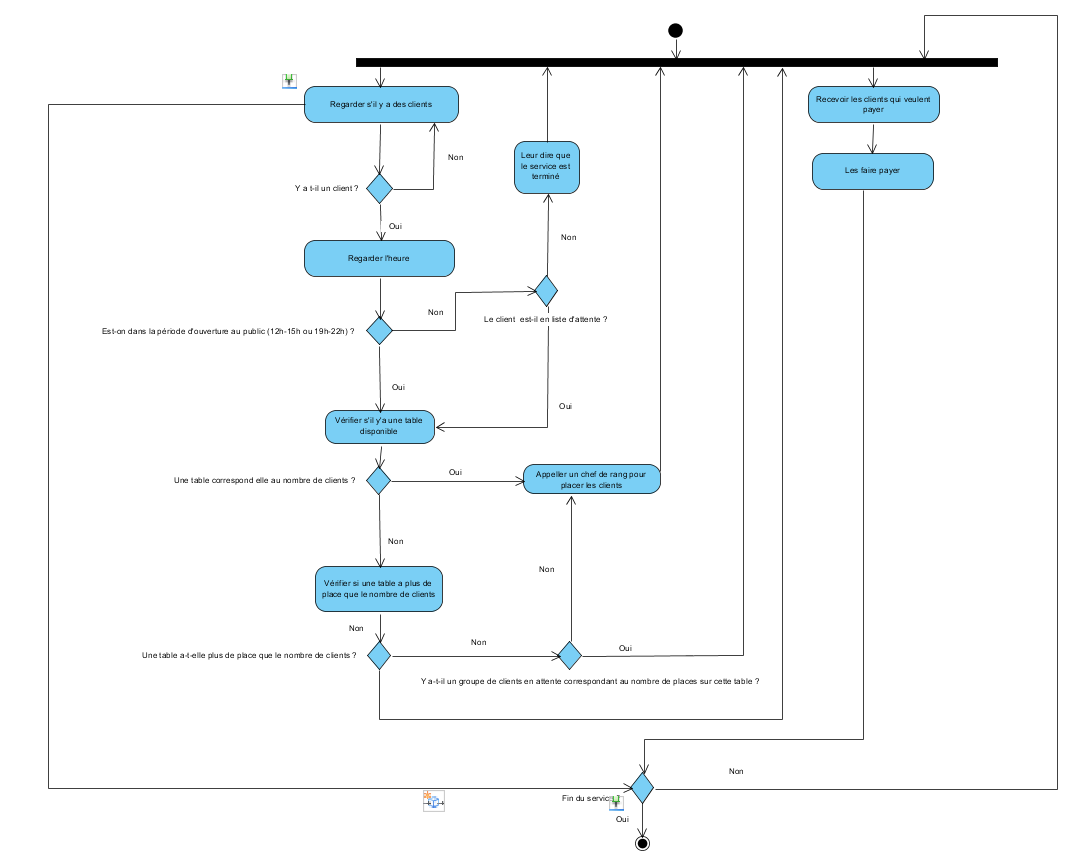 Regarder s'il y a des clients
Recevoir les clients qui veulent
payer
Non
Leur dire que
le service est
terminé
Les faire payer
Y a t-il un client ?
Oui
Non
Regarder l'heure
Non
Le client est-il en liste d'attente ?
Est-on dans la période d'ouverture au public (12h-15h ou 19h-22h) ?
Oui
Oui
Vérifier s'il y'a une table
disponible
Oui
Appeller un chef de rang pour
placer les clients
Une table correspond elle au nombre de clients ?
Non
Non
Vérifier si une table a plus de
place que le nombre de clients
Non
Non
Oui
Une table a-t-elle plus de place que le nombre de clients ?
Y a-t-il un groupe de clients en attente correspondant au nombre de places sur cette table ?
Non
Fin du servic
Oui